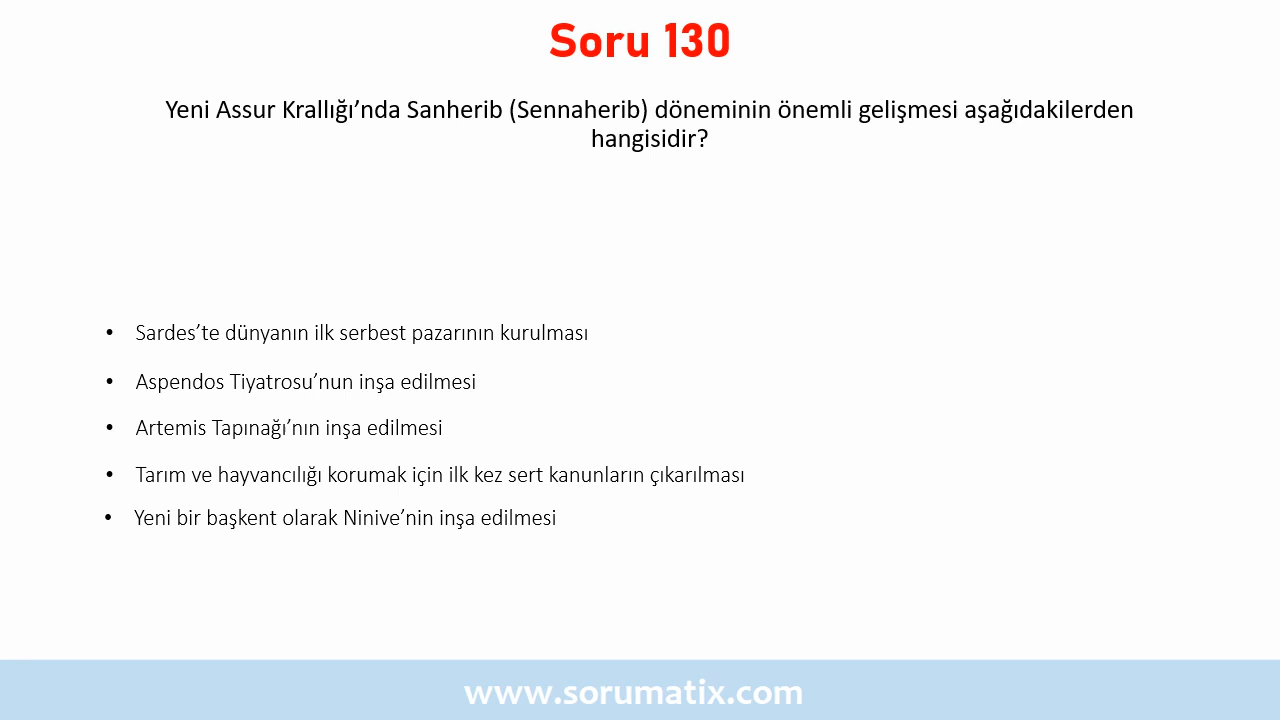 Soru 130
Yeni Assur Krallığı’nda Sanherib (Sennaherib) döneminin önemli gelişmesi aşağıdakilerden
hangisidir?
• Sardes’te dünyanın ilk serbest pazarının kurulması
• Aspendos Tiyatrosu’nun inşa edilmesi
• Artemis Tapınağı’nın inşa edilmesi
• Tarım ve hayvancılığı korumak için ilk kez sert kanunların çıkarılması
• Yeni bir başkent olarak Ninive’nin inşa edilmesi
www.sorumatix.com